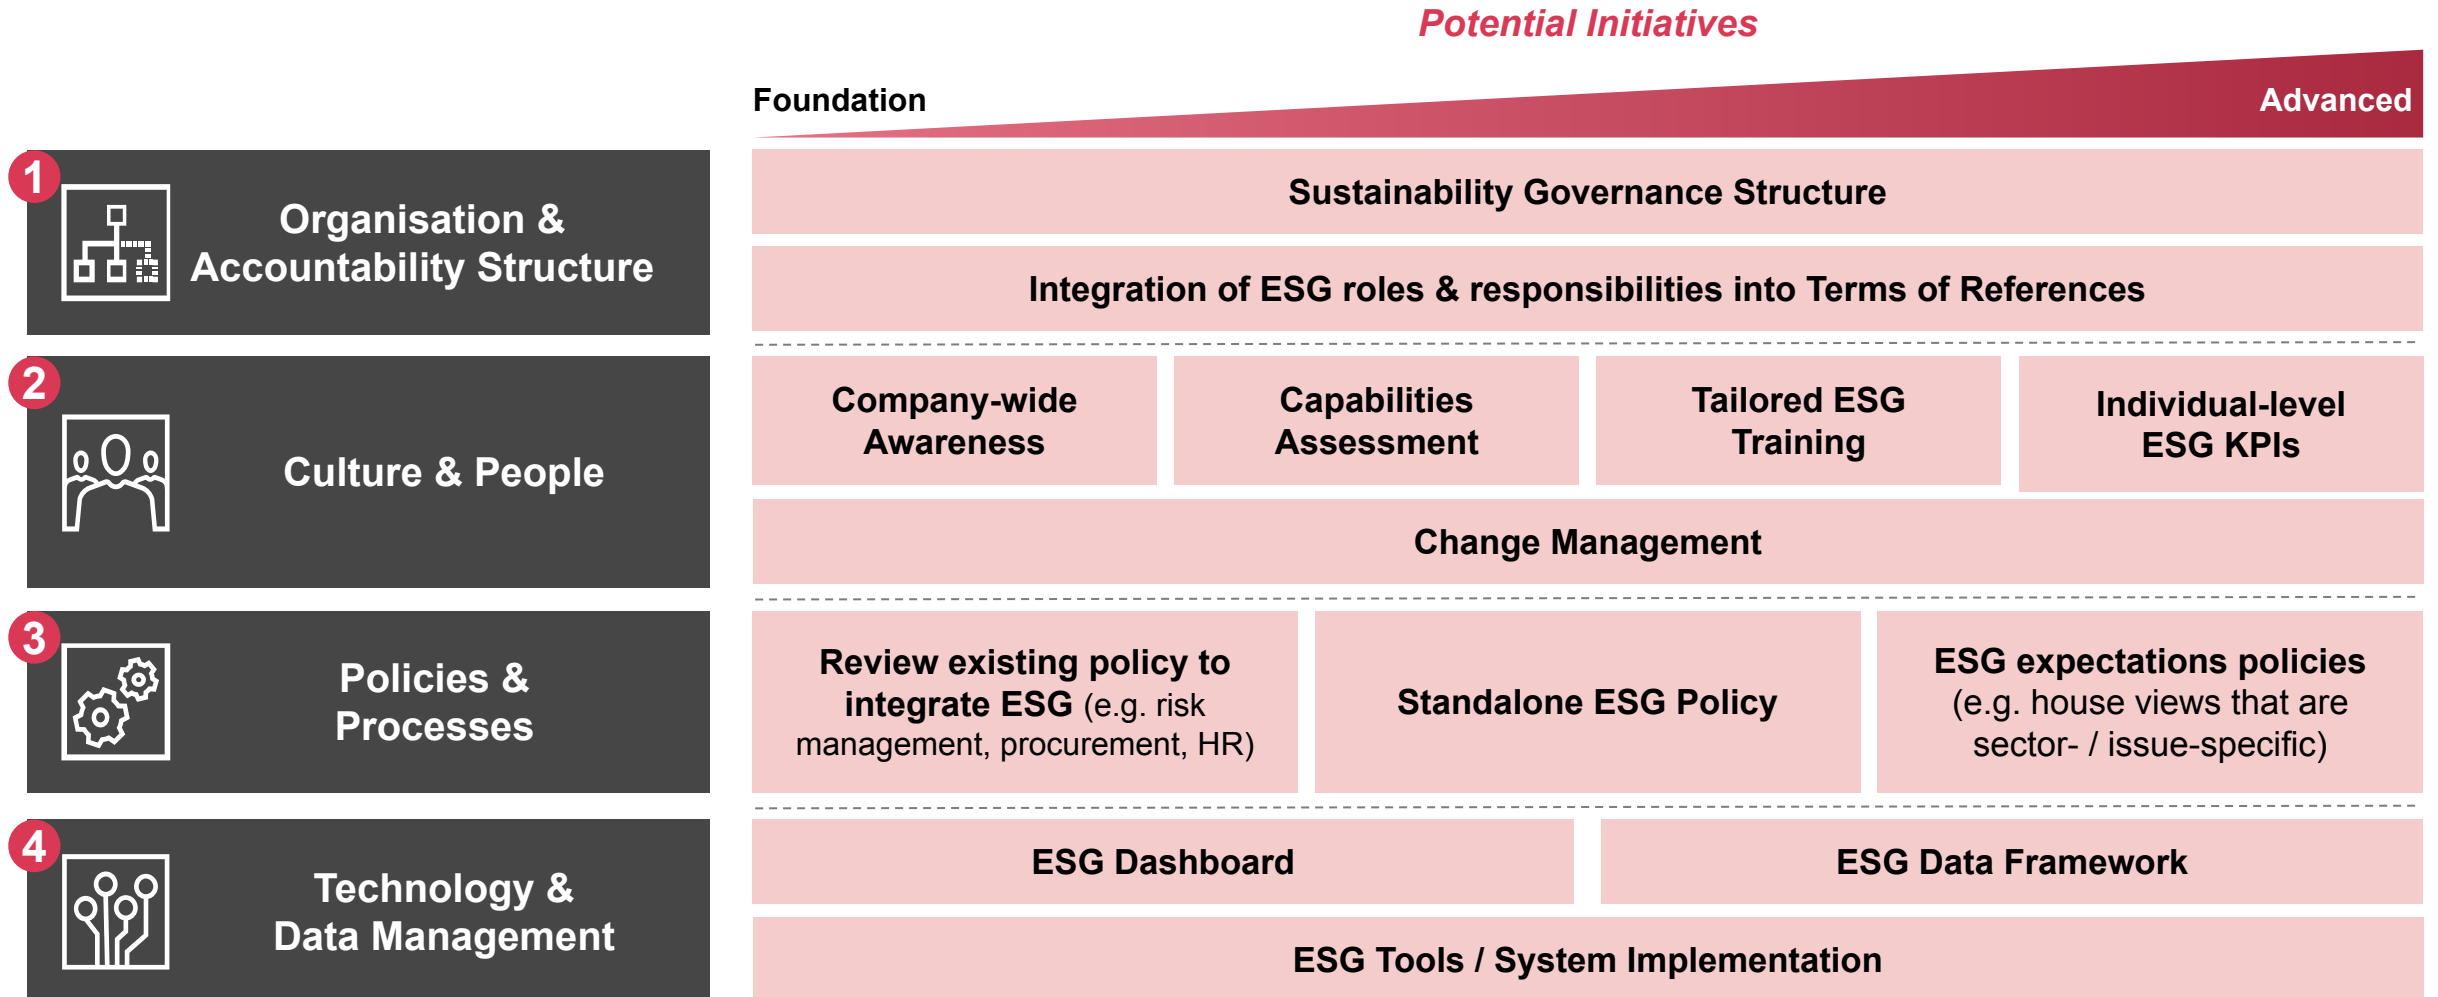 Potential Initiatives
Foundation
Advanced
1
Organisation &
Accountability Structure
Sustainability Governance Structure
Integration of ESG roles & responsibilities into Terms of References
2
Culture & People
Company-wide
Awareness
Capabilities
Assessment
Tailored ESG
Training
Individual-level
ESG KPIs
Change Management
3
Policies &
Processes
Review existing policy to
integrate ESG (e.g. risk
management, procurement, HR)
Standalone ESG Policy
ESG expectations policies
(e.g. house views that are
sector- / issue-specific)
4
Technology &
Data Management
ESG Dashboard
ESG Data Framework
ESG Tools / System Implementation